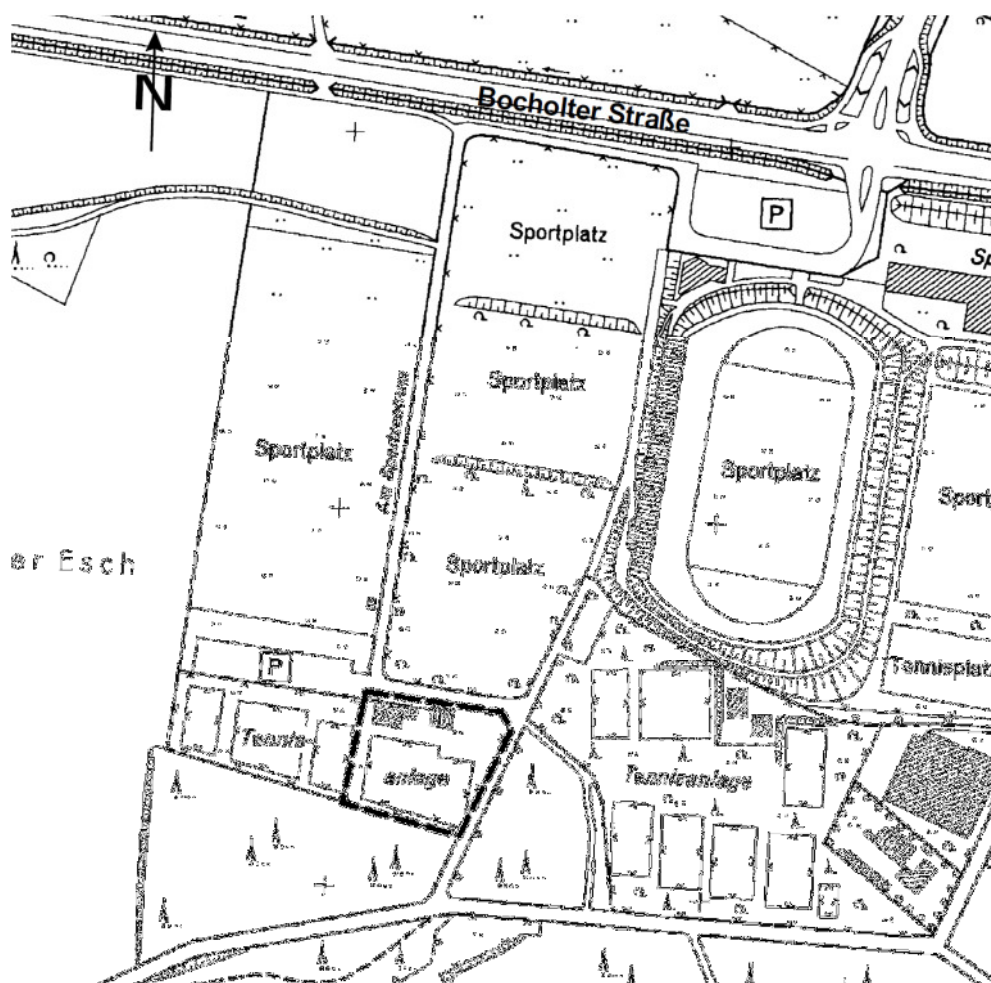 N
Bocholter Straße
P
Sportplatz
Sp
Sportplatz
Sportplatz
Sportplatz
Sport
er Esch
Sportplatz
P
Tennisplatz
Tennis-
anlage
Tennisanlage